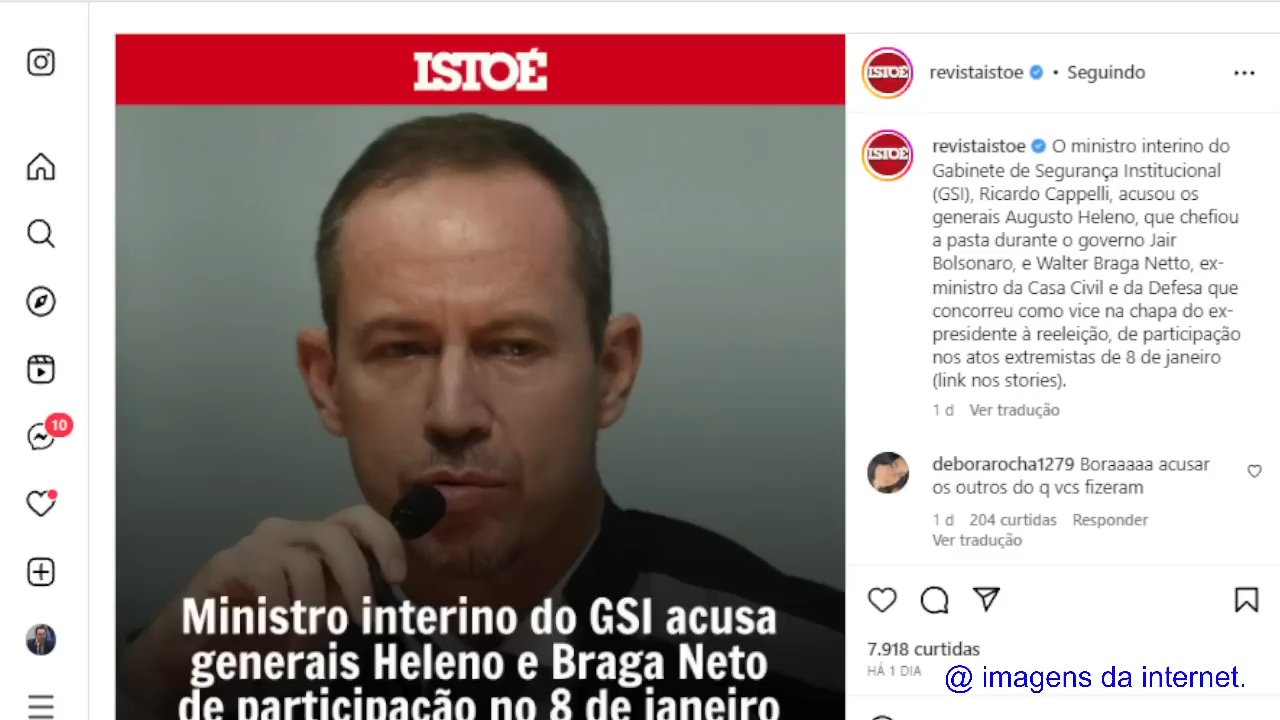 ISTOÉ
Ministro interino do GSI acusa
generais Heleno e Braga Neto
de participação no 8 de janeiro
ISTOÉ
revistaistoe • Seguindo
ISTOÉ
revistaistoe O ministro interino do
Gabinete de Segurança Institucional
(GSI), Ricardo Cappelli, acusou os
generais Augusto Heleno, que chefiou
a pasta durante o governo Jair
Bolsonaro, e Walter Braga Netto, ex-
ministro da Casa Civil e da Defesa que
concorreu como vice na chapa do ex-
presidente à reeleição, de participação
nos atos extremistas de 8 de janeiro
(link nos stories).
1 d Ver tradução
deborarocha1279 Boraaaaa acusar
os outros do q vcs fizeram
1 d 204 curtidas Responder
Ver tradução
7.918 curtidas
HÁ 1 DIA
@ imagens da internet.
10